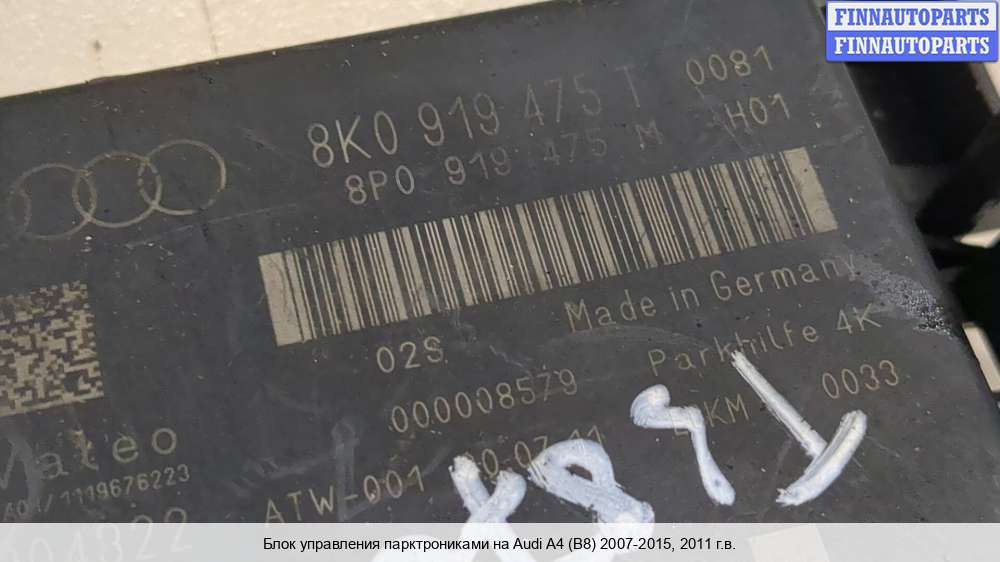 FINNAUTOPARTS
FINNAUTOPARTS
8K0 919 475 T 0081
8P0 919 475 M H01
Made in Germany
02S
Parkhilfe 4K
000008579
0033
ATW-001
1119676223
Блок управления парктрониками на Audi A4 (B8) 2007-2015, 2011 г.в.